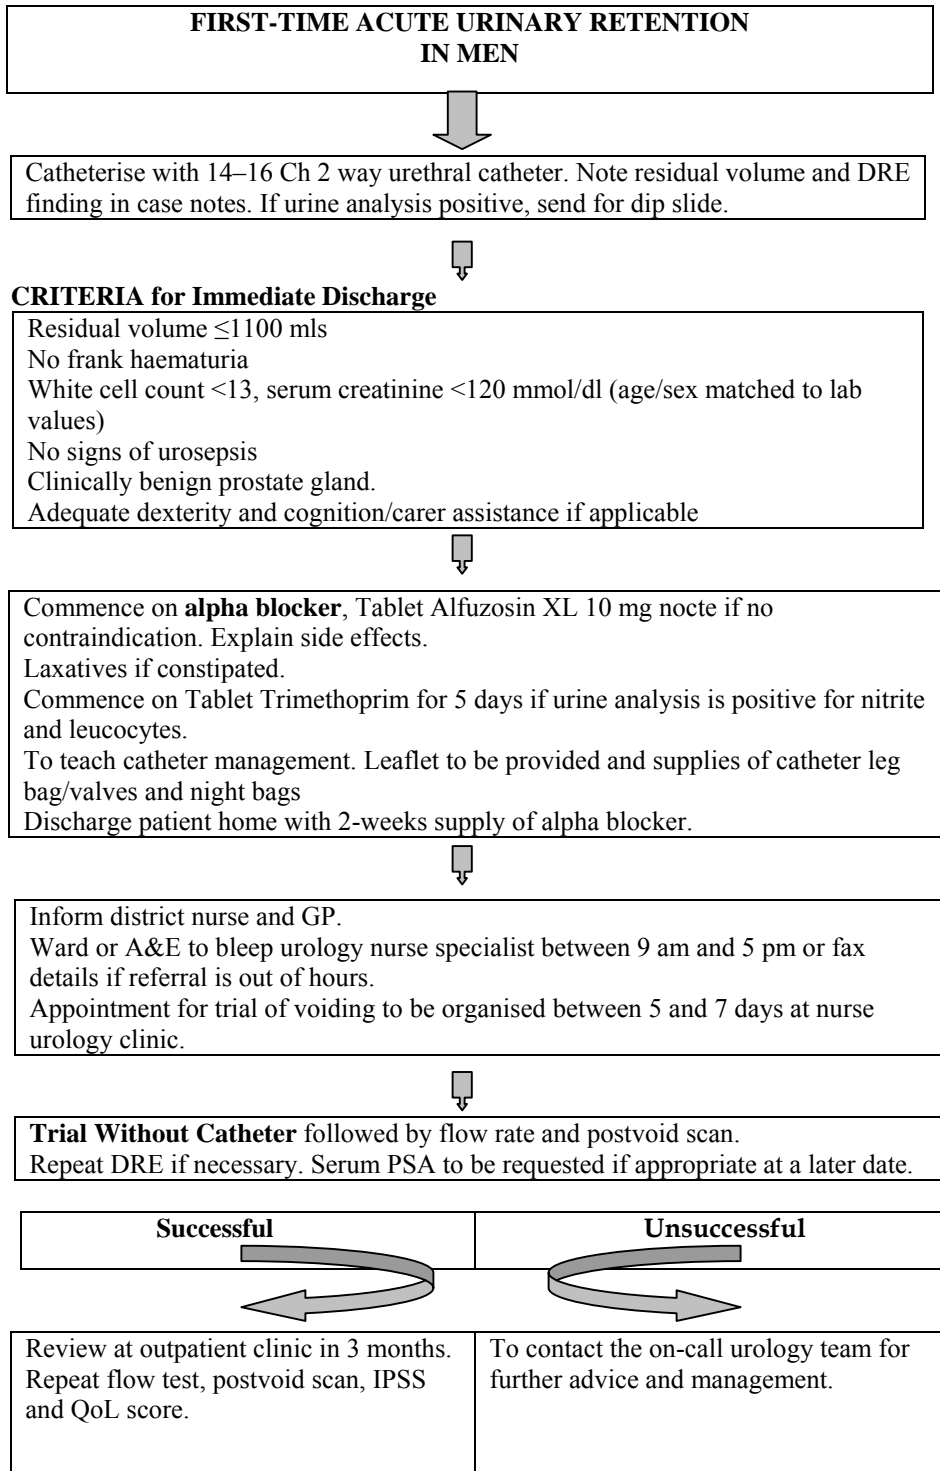 FIRST-TIME ACUTE URINARY RETENTION
IN MEN
Catheterise with 14–16 Ch 2 way urethral catheter. Note residual volume and DRE
finding in case notes. If urine analysis positive, send for dip slide.
CRITERIA for Immediate Discharge
Residual volume ≤1100 mls
No frank haematuria
White cell count <13, serum creatinine <120 mmol/dl (age/sex matched to lab
values)
No signs of urosepsis
Clinically benign prostate gland.
Adequate dexterity and cognition/carer assistance if applicable
Commence on alpha blocker, Tablet Alfuzosin XL 10 mg nocte if no
contraindication. Explain side effects.
Laxatives if constipated.
Commence on Tablet Trimethoprim for 5 days if urine analysis is positive for nitrite
and leucocytes.
To teach catheter management. Leaflet to be provided and supplies of catheter leg
bag/valves and night bags
Discharge patient home with 2-weeks supply of alpha blocker.
Inform district nurse and GP.
Ward or A&E to bleep urology nurse specialist between 9 am and 5 pm or fax
details if referral is out of hours.
Appointment for trial of voiding to be organised between 5 and 7 days at nurse
urology clinic.
Trial Without Catheter followed by flow rate and postvoid scan.
Repeat DRE if necessary. Serum PSA to be requested if appropriate at a later date.
Successful
Unsuccessful
Review at outpatient clinic in 3 months.
Repeat flow test, postvoid scan, IPSS
and QoL score.
To contact the on-call urology team for
further advice and management.